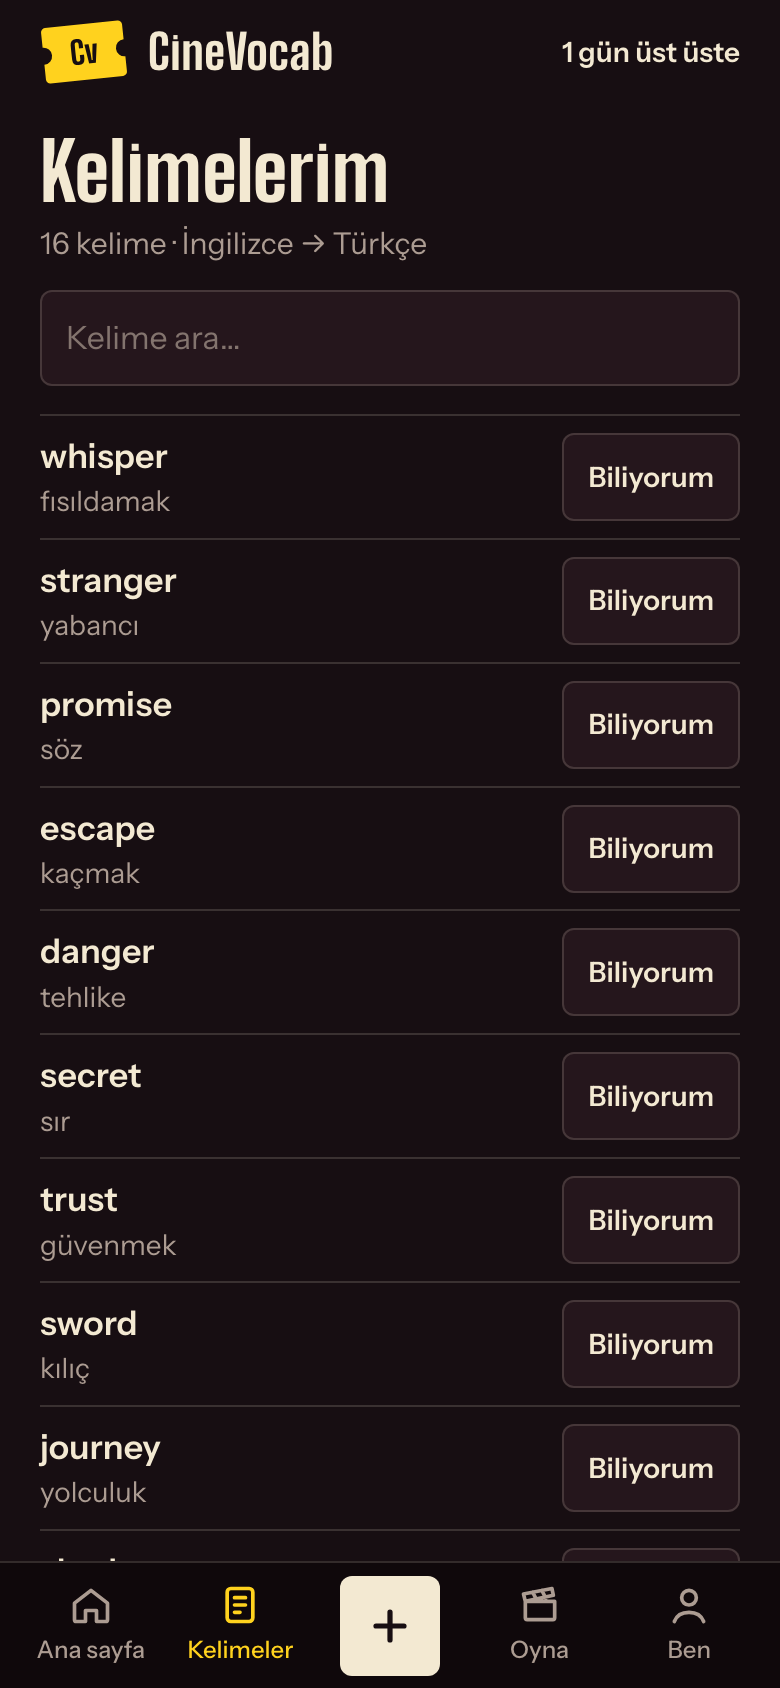 Cv CineVocab
1 gün üst üste
Kelimelerim
16 kelime · İngilizce → Türkçe
Kelime ara...
whisper
fısıldamak
Biliyorum
stranger
yabancı
Biliyorum
promise
söz
Biliyorum
escape
kaçmak
Biliyorum
danger
tehlike
Biliyorum
secret
sır
Biliyorum
trust
güvenmek
Biliyorum
sword
kılıç
Biliyorum
journey
yolculuk
Biliyorum
Ana sayfa
Kelimeler
+
Oyna
Ben